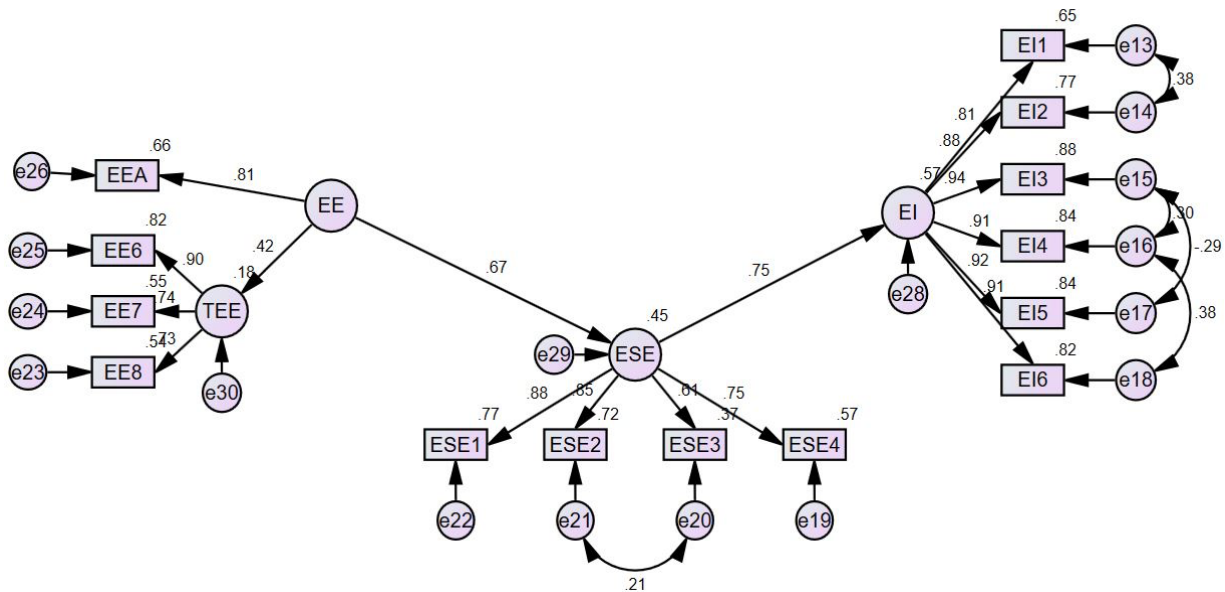 .65
EI1
e13
.38
.77
.81
EI2
e14
.88
.66
e26
EEA
.81
EE
.88
.57
.94
EI3
e15
EI
.30
.82
e25
EE6
.90
.42
.91
.84
EI4
e16
-.29
.67
.92
.18
.55
.75
e28
.91
.84
e24
EE7
.74
TEE
EI5
e17
.38
.45
.54
.73
e29
ESE
.82
e23
EE8
e30
EI6
e18
.88
.85
.61
.75
.77
.72
.37
.57
ESE1
ESE2
ESE3
ESE4
e22
e21
e20
e19
.21